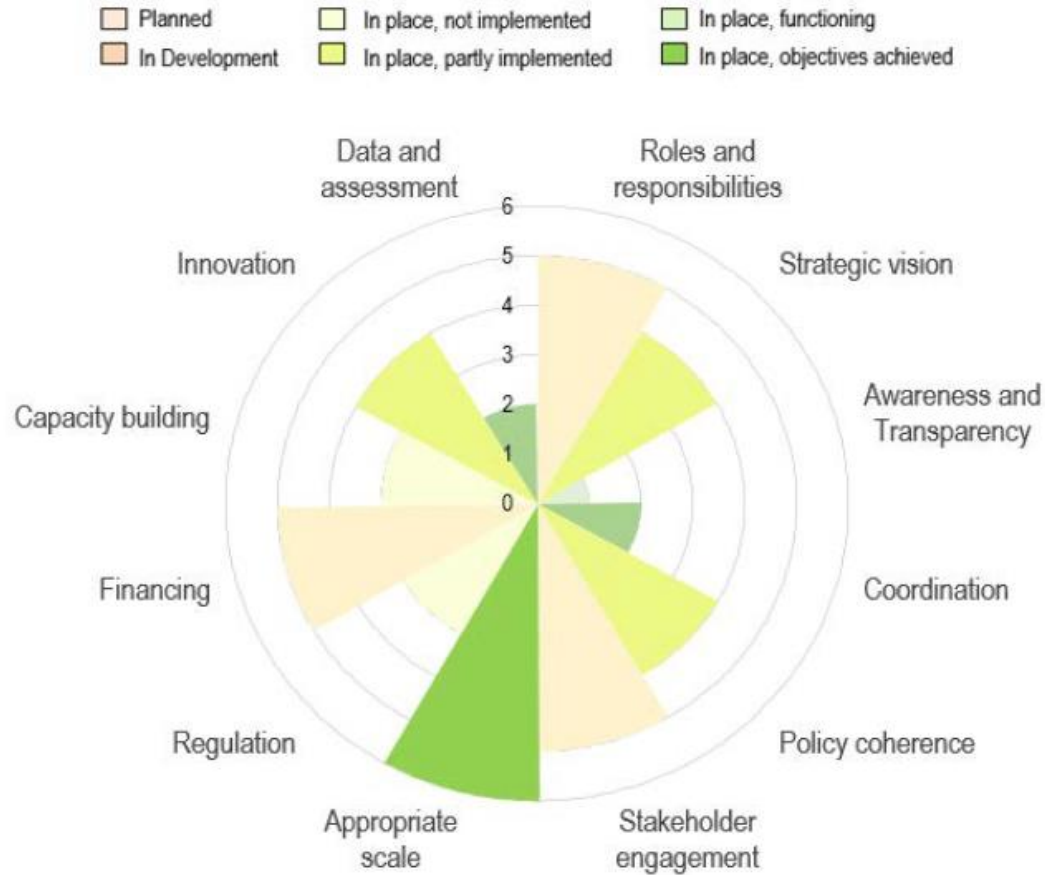 Planned
In place, not implemented
In place, functioning
In Development
In place, partly implemented
In place, objectives achieved
Data and
assessment
Roles and
responsibilities
Innovation
Strategic vision
Capacity building
Awareness and
Transparency
Financing
Coordination
Regulation
Policy coherence
Appropriate
scale
Stakeholder
engagement
6
5
4
3
2
1
0